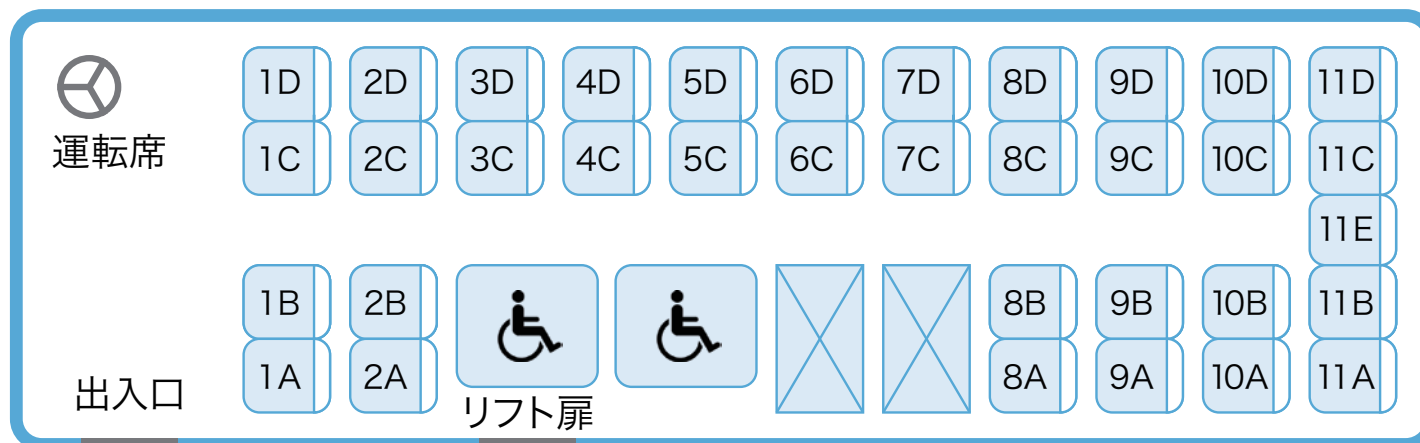 1D 2D 3D 4D 5D 6D 7D 8D 9D 10D 11D
運転席 1C 2C 3C 4C 5C 6C 7C 8C 9C 10C 11C
11E
1B 2B 8B 9B 10B 11B
出入口 1A 2A 8A 9A 10A 11A
リフト扉